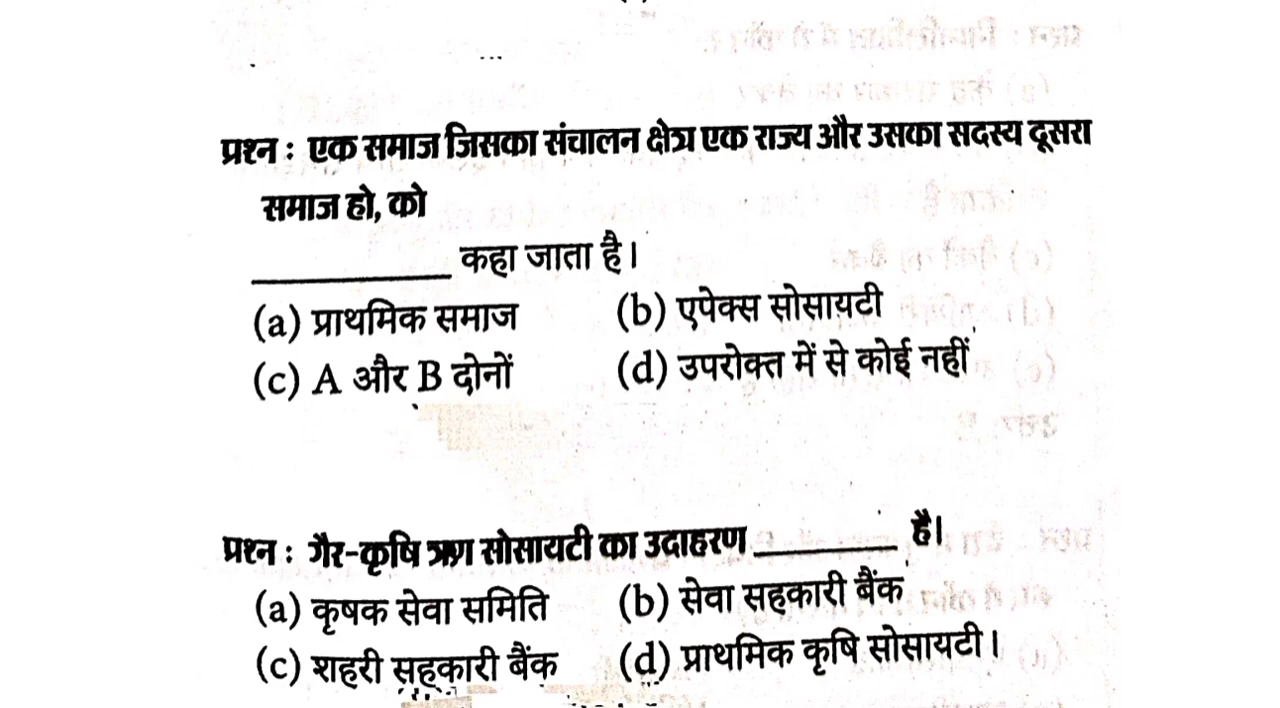 प्रश्न : एक समाज जिसका संचालन क्षेत्र एक राज्य और उसका सदस्य दूसरा
समाज हो, को
__________ कहा जाता है।
(a) प्राथमिक समाज (b) एपेक्स सोसायटी
(c) A और B दोनों (d) उपरोक्त में से कोई नहीं
प्रश्न : गैर-कृषि ऋण सोसायटी का उदाहरण __________ है।
(a) कृषक सेवा समिति (b) सेवा सहकारी बैंक
(c) शहरी सहकारी बैंक (d) प्राथमिक कृषि सोसायटी।